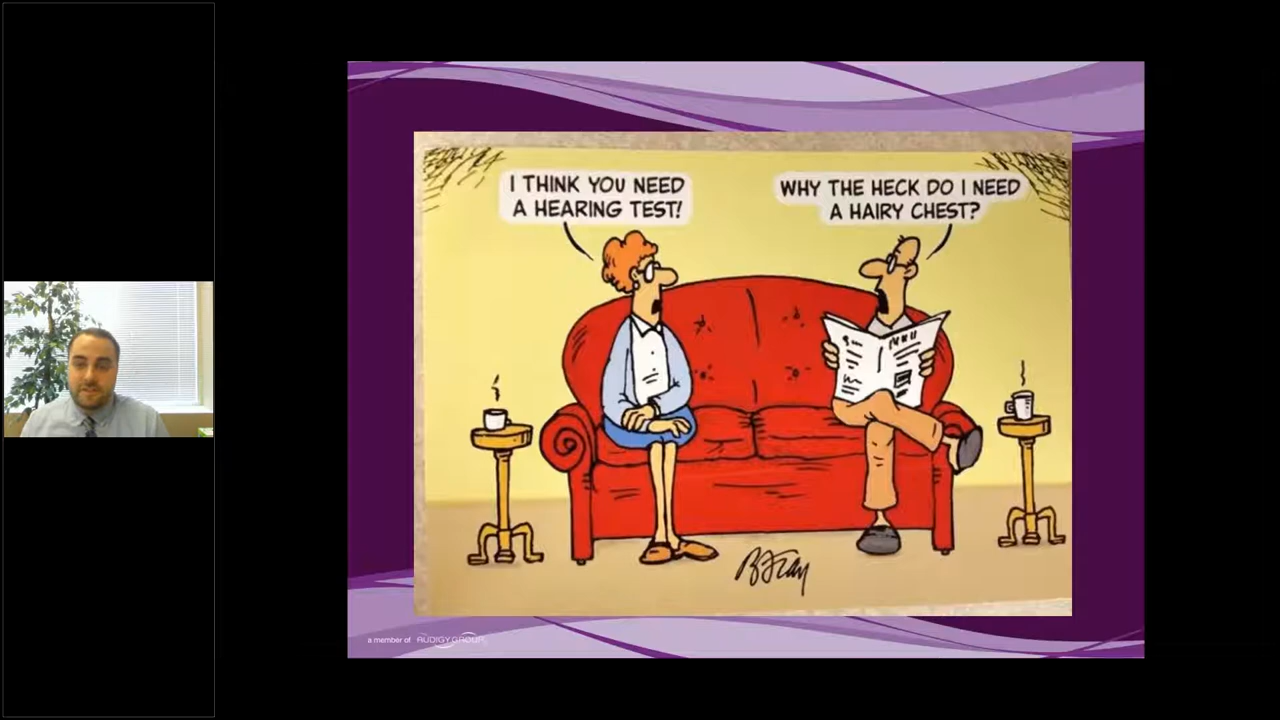 I THINK YOU NEED
A HEARING TEST!
WHY THE HECK DO I NEED
A HAIRY CHEST?
a member of AUDIGY GROUP